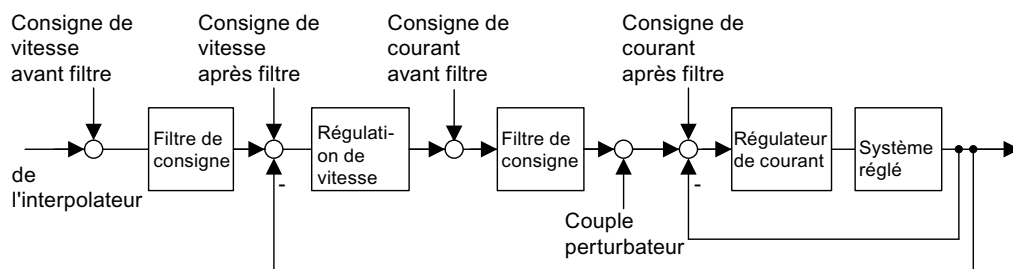 Consigne de
vitesse
avant filtre
Consigne de
vitesse
après filtre
Consigne de
courant
avant filtre
Consigne de
courant
après filtre
de
l'interpolateur
Filtre de
consigne
-
Régulati-
on de
vitesse
Filtre de
consigne
Couple
perturbateur
-
Régulateur
de courant
Système
réglé